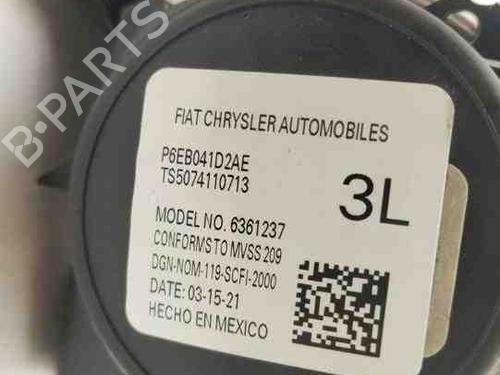 B-PARTS
FIAT CHRYSLER AUTOMOBILES
P6EB041D2AE
TS5074110713
3L
MODEL NO. 6361237
CONFORMS TO MVSS 209
DGN-NOM-119-SCFI-2000
DATE: 03-15-21
HECHO EN MEXICO